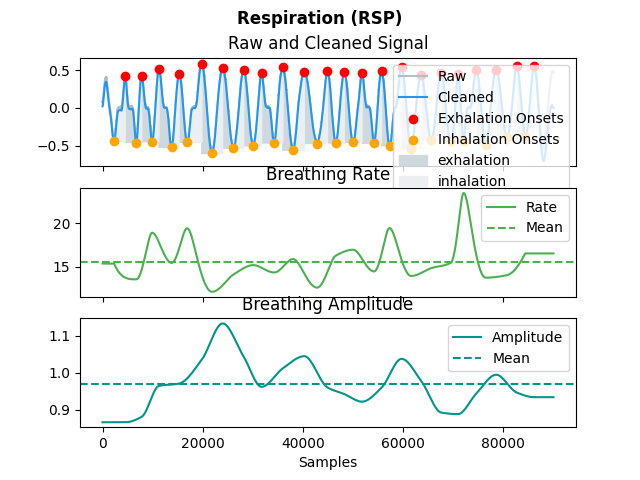 Respiration (RSP)
Raw and Cleaned Signal
0.5
0.0
−0.5
Raw
Cleaned
Exhalation Onsets
Inhalation Onsets
exhalation
inhalation
Breathing Rate
20
15
Rate
Mean
Breathing Amplitude
1.1
1.0
0.9
Amplitude
Mean
0 20000 40000 60000 80000
Samples